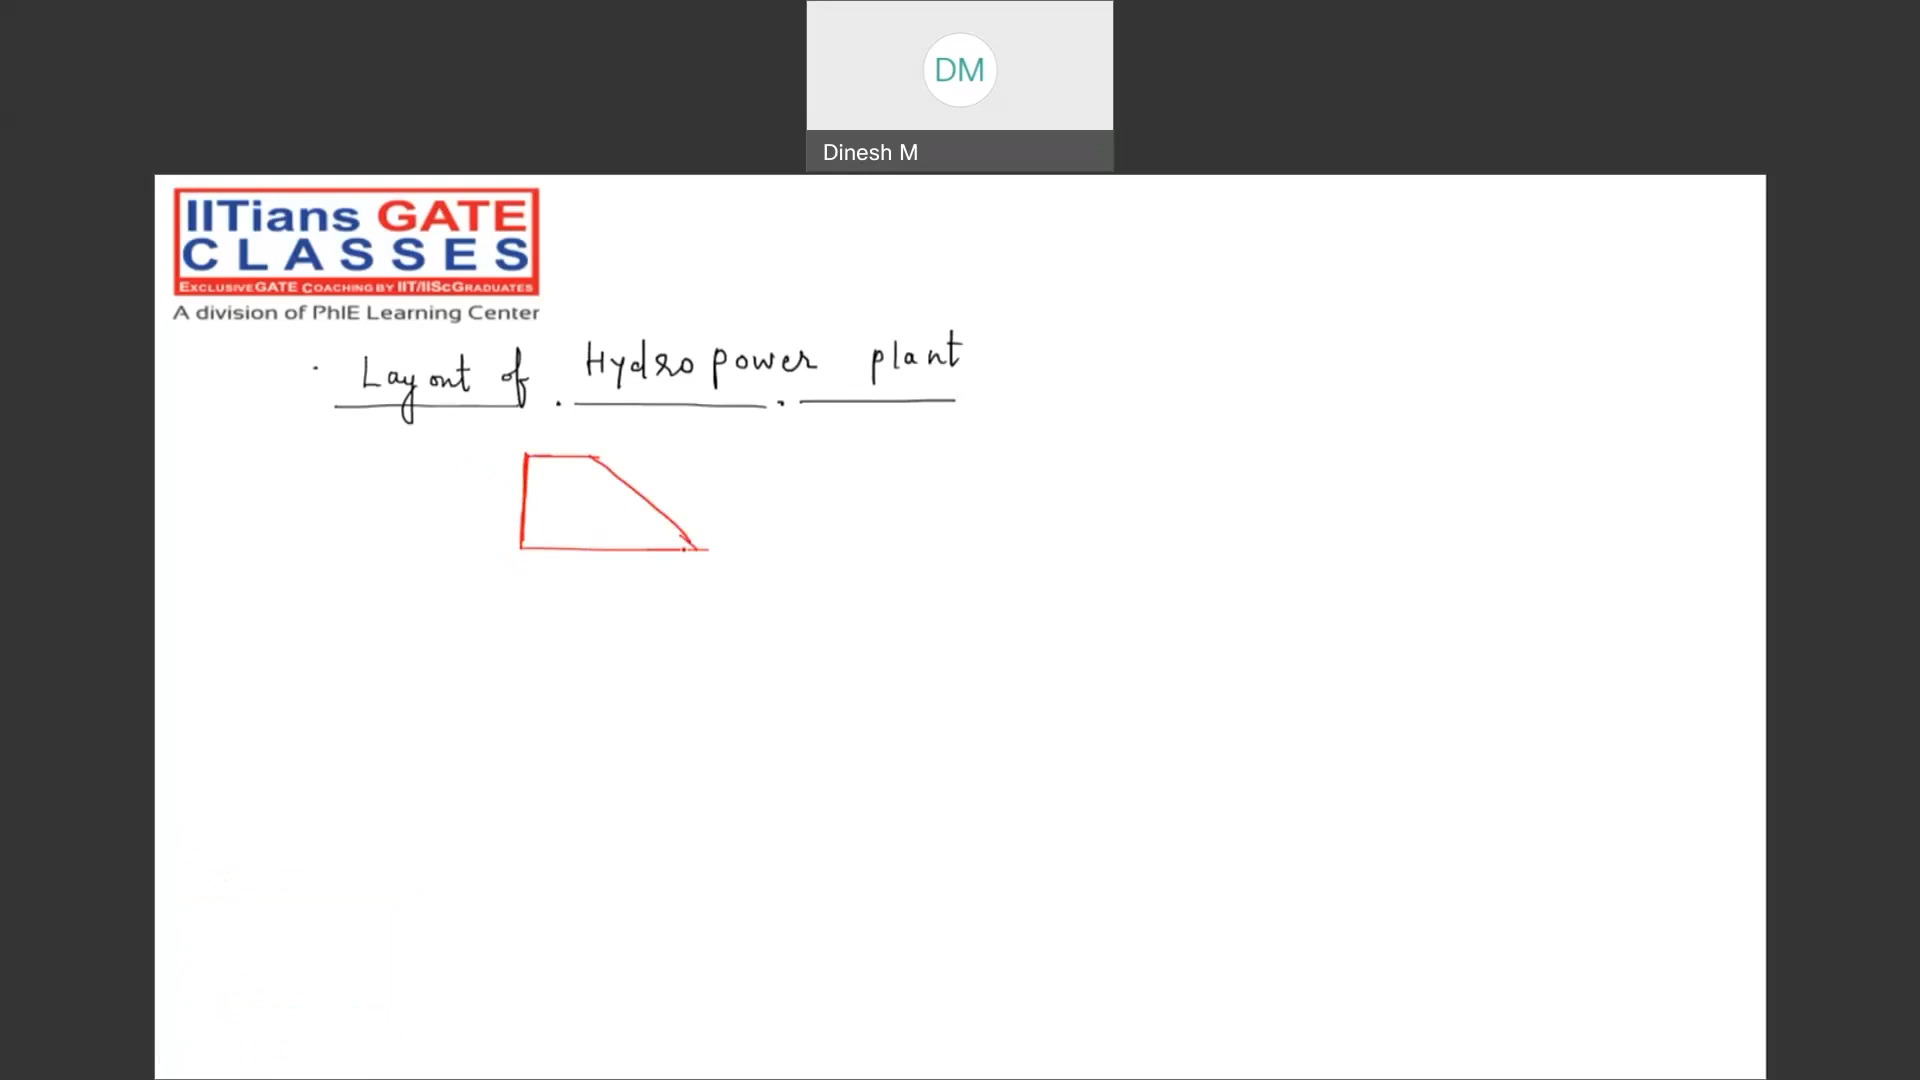 DM
Dinesh M
IITians GATE
CLASSES
EXCLUSIVE GATE COACHING BY IIT/IISc GRADUATES
A division of PhIE Learning Center
Layout of Hydro power plant